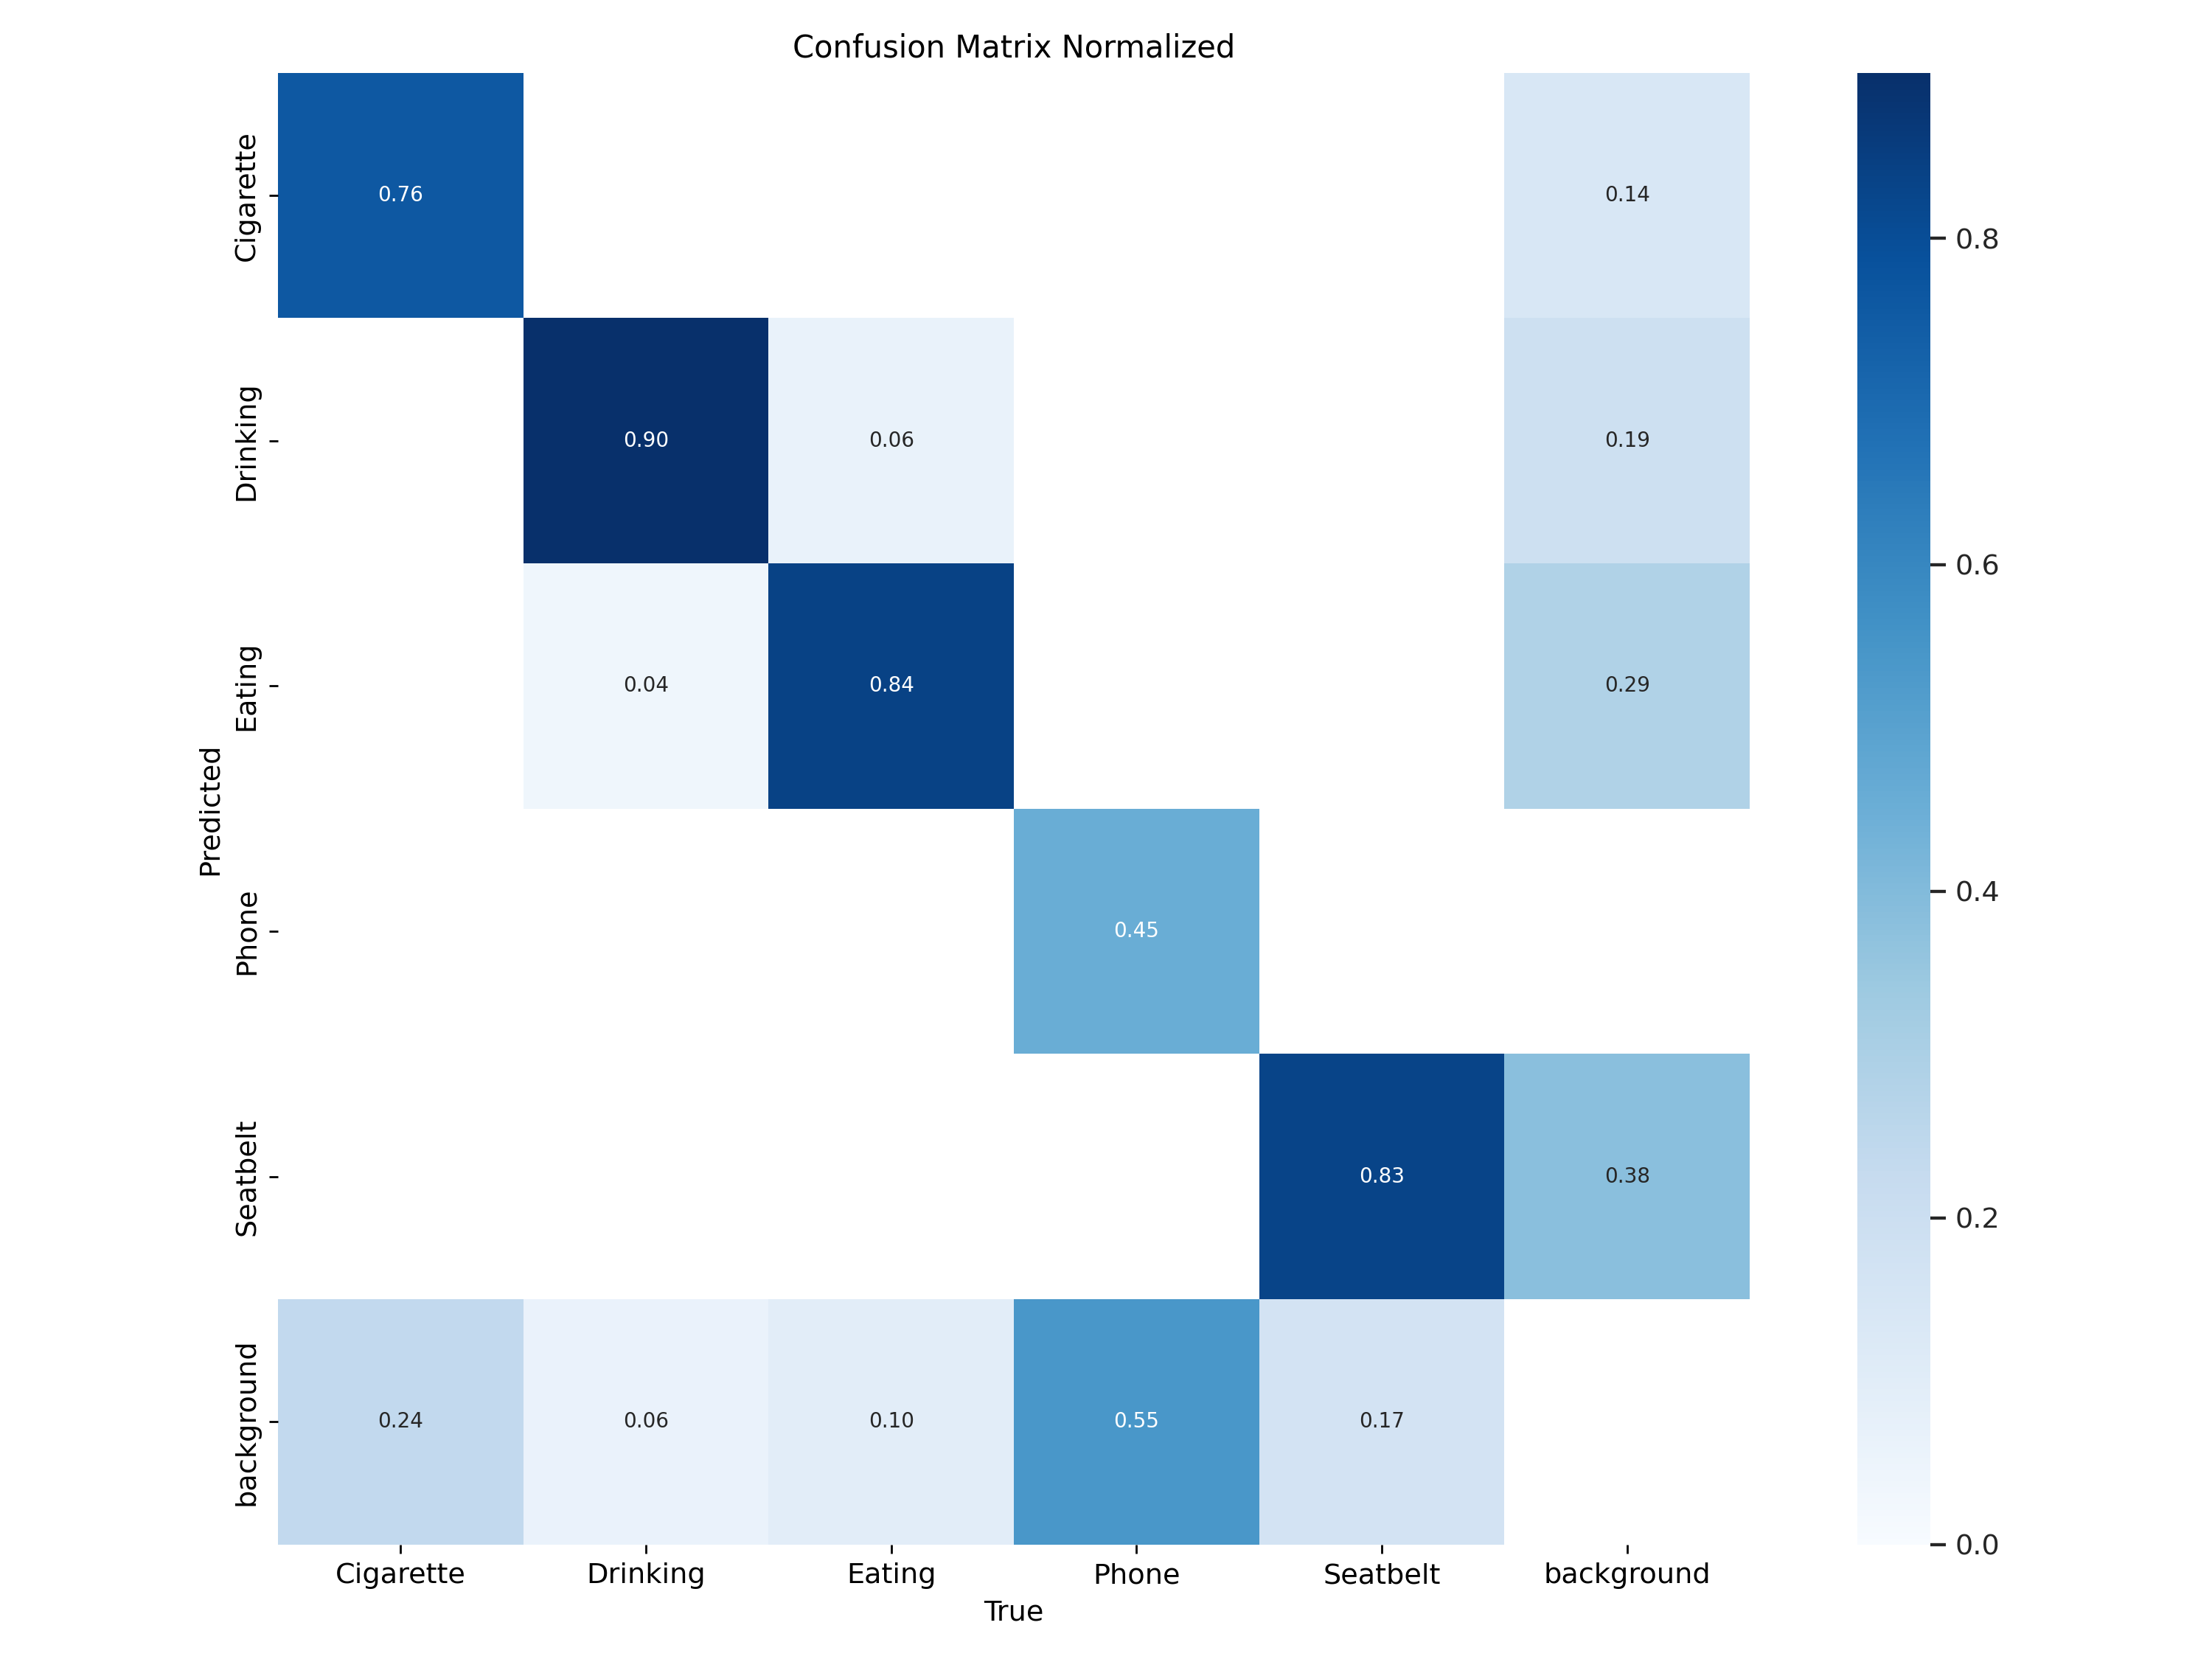 Confusion Matrix Normalized
Cigarette
0.76
0.14
0.8
Drinking
0.90
0.06
0.19
0.6
Eating
0.04
0.84
0.29
Predicted
Phone
0.45
0.4
Seatbelt
0.83
0.38
0.2
background
0.24
0.06
0.10
0.55
0.17
0.0
Cigarette
Drinking
Eating
Phone
Seatbelt
background
True